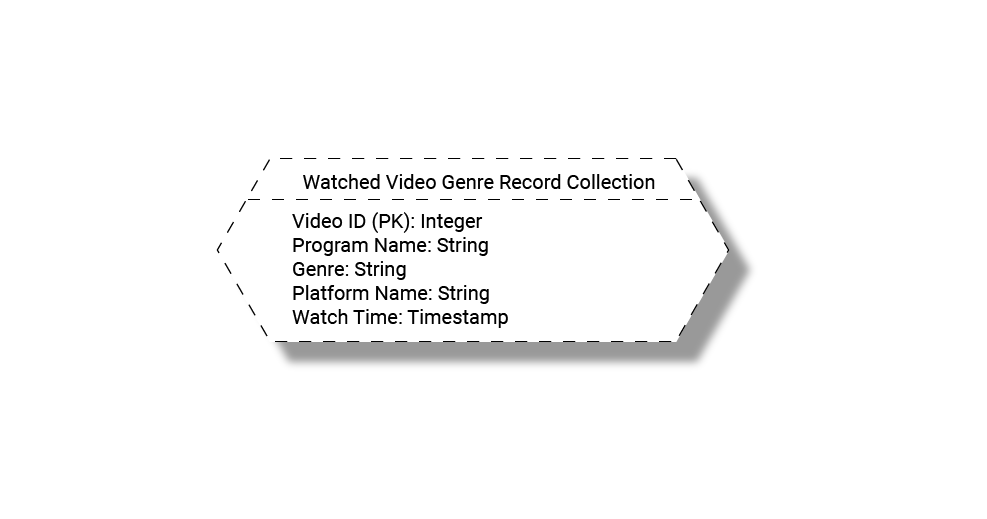 Watched Video Genre Record Collection
Video ID (PK): Integer
Program Name: String
Genre: String
Platform Name: String
Watch Time: Timestamp